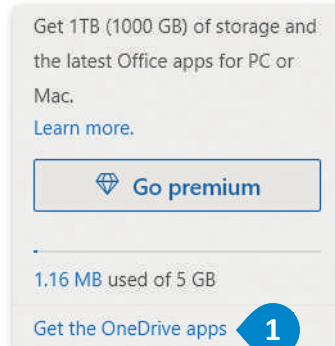 Get 1TB (1000 GB) of storage and
the latest Office apps for PC or
Mac.
Learn more.
Go premium
1.16 MB used of 5 GB
Get the OneDrive apps 1